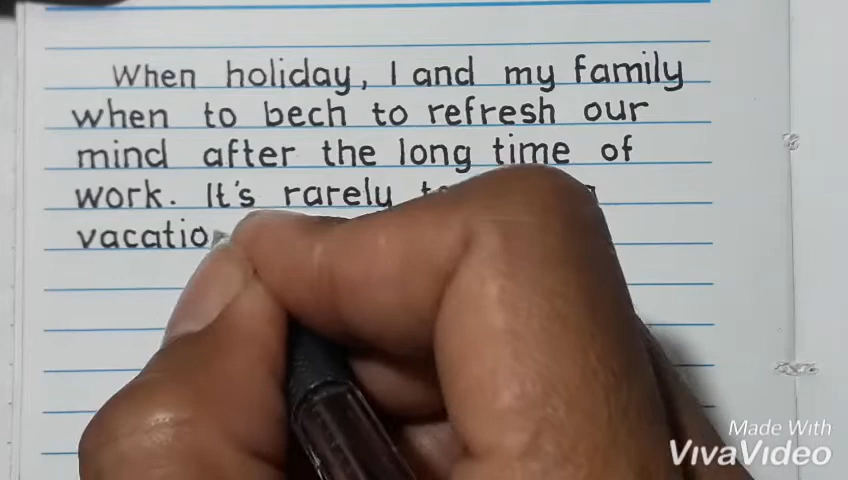 When holiday, I and my family
when to bech to refresh our
mind after the long time of
work. It's rarely
vacatio
Made With
VivaVideo